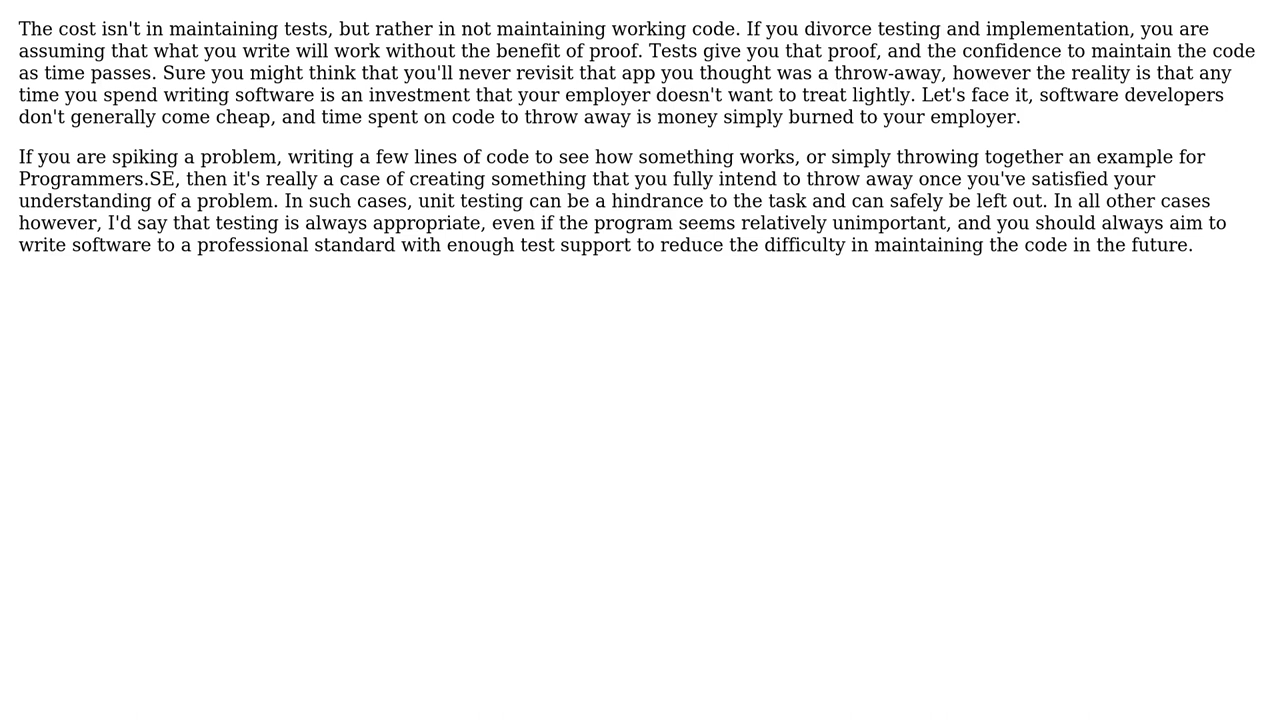 The cost isn't in maintaining tests, but rather in not maintaining working code. If you divorce testing and implementation, you are
assuming that what you write will work without the benefit of proof. Tests give you that proof, and the confidence to maintain the code
as time passes. Sure you might think that you'll never revisit that app you thought was a throw-away, however the reality is that any
time you spend writing software is an investment that your employer doesn't want to treat lightly. Let's face it, software developers
don't generally come cheap, and time spent on code to throw away is money simply burned to your employer.
If you are spiking a problem, writing a few lines of code to see how something works, or simply throwing together an example for
Programmers.SE, then it's really a case of creating something that you fully intend to throw away once you've satisfied your
understanding of a problem. In such cases, unit testing can be a hindrance to the task and can safely be left out. In all other cases
however, I'd say that testing is always appropriate, even if the program seems relatively unimportant, and you should always aim to
write software to a professional standard with enough test support to reduce the difficulty in maintaining the code in the future.